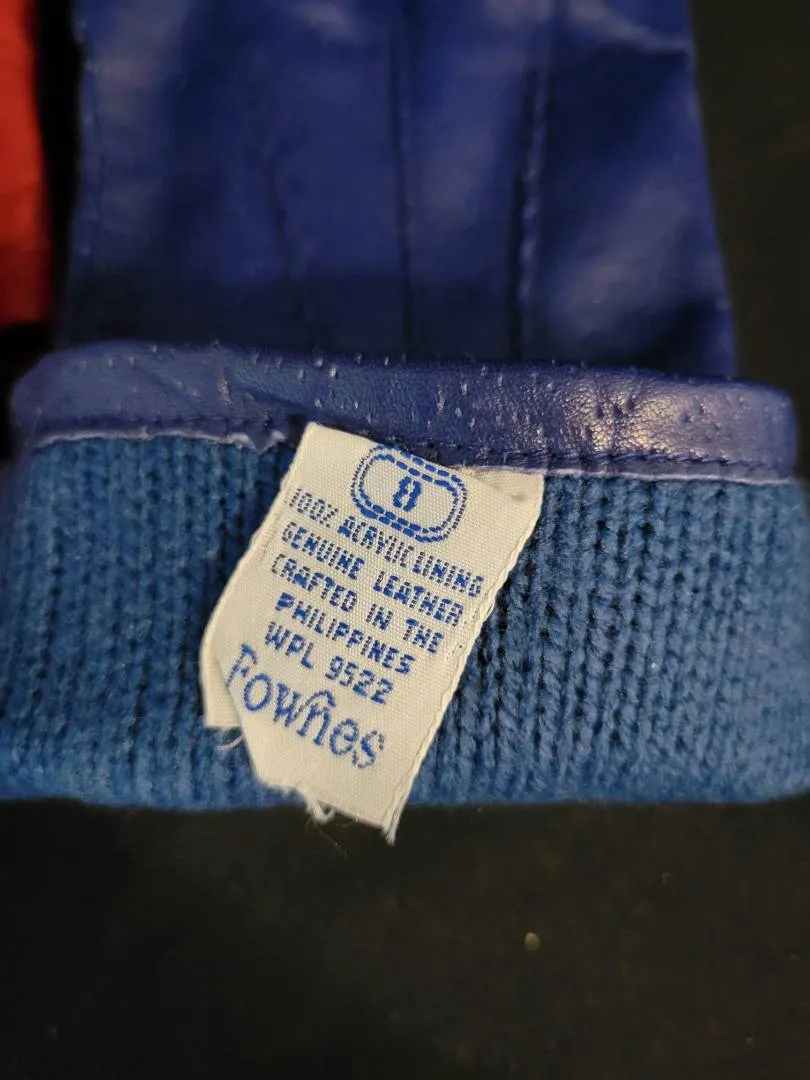 8
100% ACRYLIC LINING
GENUINE LEATHER
CRAFTED IN THE
PHILIPPINES
WPL 9522
Fownes